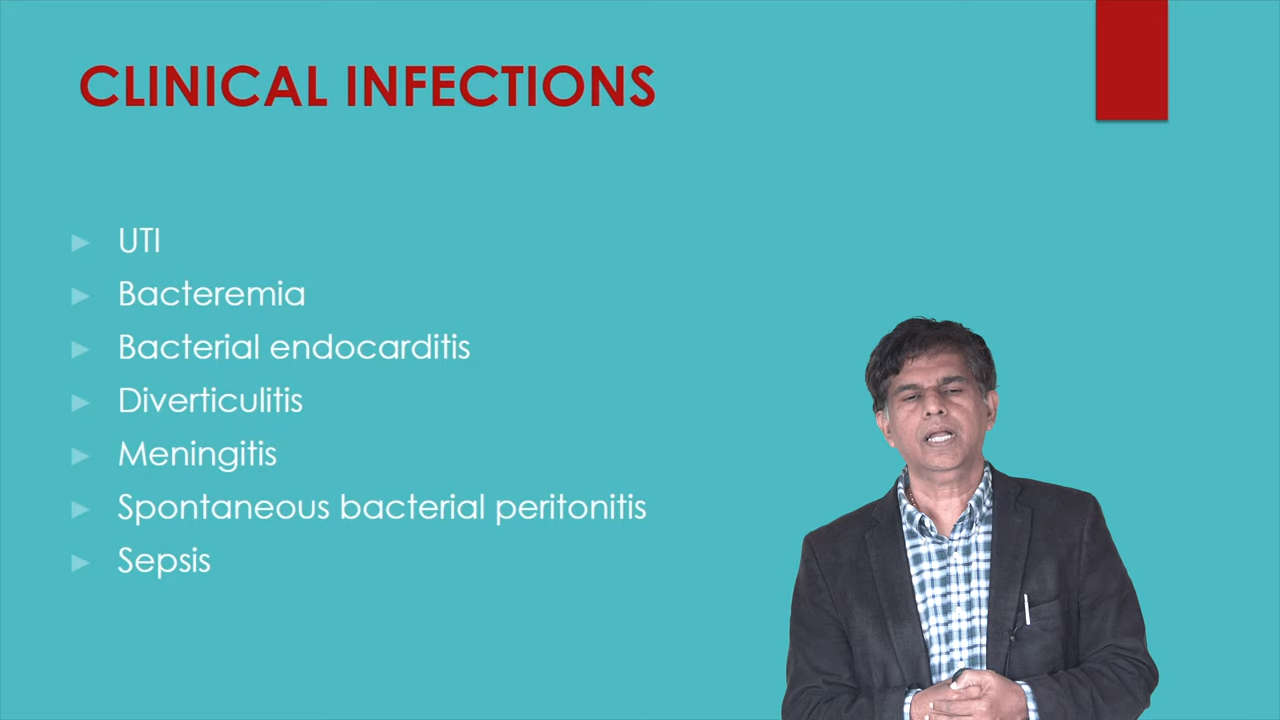 CLINICAL INFECTIONS
UTI
Bacteremia
Bacterial endocarditis
Diverticulitis
Meningitis
Spontaneous bacterial peritonitis
Sepsis